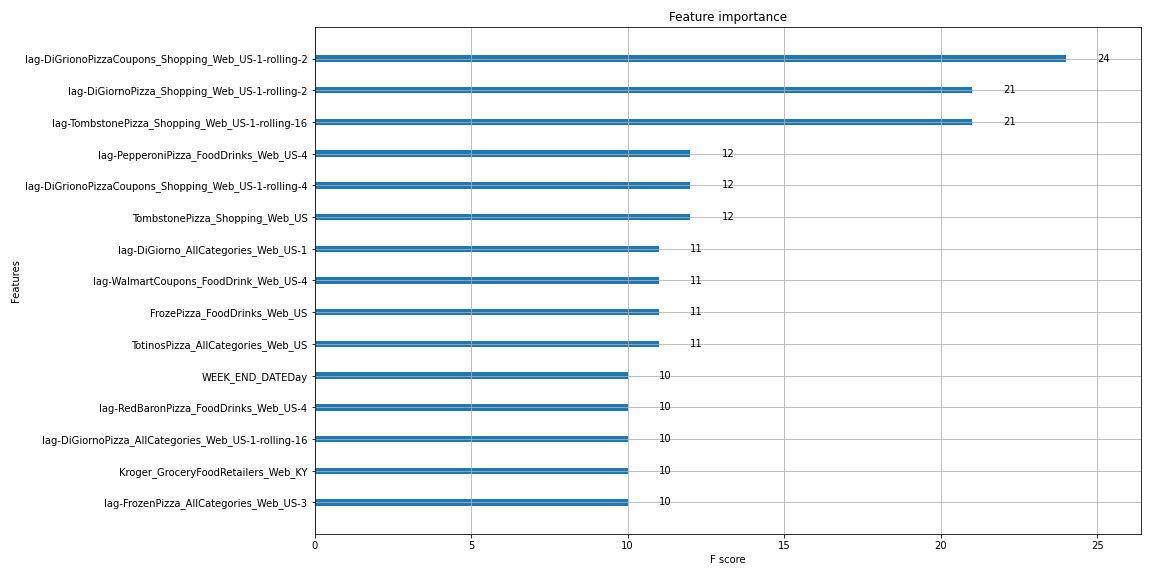 Feature importance
lag-DiGrionoPizzaCoupons_Shopping_Web_US-1-rolling-2 24
lag-DiGiornoPizza_Shopping_Web_US-1-rolling-2 21
lag-TombstonePizza_Shopping_Web_US-1-rolling-16 21
lag-PepperoniPizza_FoodDrinks_Web_US-4 12
lag-DiGrionoPizzaCoupons_Shopping_Web_US-1-rolling-4 12
TombstonePizza_Shopping_Web_US 12
lag-DiGiorno_AllCategories_Web_US-1 11
lag-WalmartCoupons_FoodDrink_Web_US-4 11
FrozePizza_FoodDrinks_Web_US 11
TotinosPizza_AllCategories_Web_US 11
WEEK_END_DATEDay 10
lag-RedBaronPizza_FoodDrinks_Web_US-4 10
lag-DiGiornoPizza_AllCategories_Web_US-1-rolling-16 10
Kroger_GroceryFoodRetailers_Web_KY 10
lag-FrozenPizza_AllCategories_Web_US-3 10
Features
0 5 10 15 20 25
F score